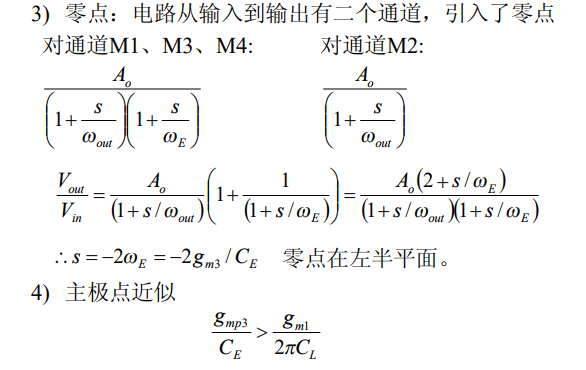 3) 零点：电路从输入到输出有二个通道，引入了零点
对通道M1、M3、M4: 对通道M2:
\frac{A_o}{\left(1+\frac{s}{\omega_{out}}\right)\left(1+\frac{s}{\omega_E}\right)} \frac{A_o}{\left(1+\frac{s}{\omega_{out}}\right)}
\frac{V_{out}}{V_{in}}=\frac{A_o}{(1+s/\omega_{out})}\left(1+\frac{1}{(1+s/\omega_E)}\right)=\frac{A_o(2+s/\omega_E)}{(1+s/\omega_{out})(1+s/\omega_E)}
∴s=-2ω_E=-2g_{m3}/C_E 零点在左半平面。
4) 主极点近似
\frac{g_{mp3}}{C_E}>\frac{g_{m1}}{2\pi C_L}